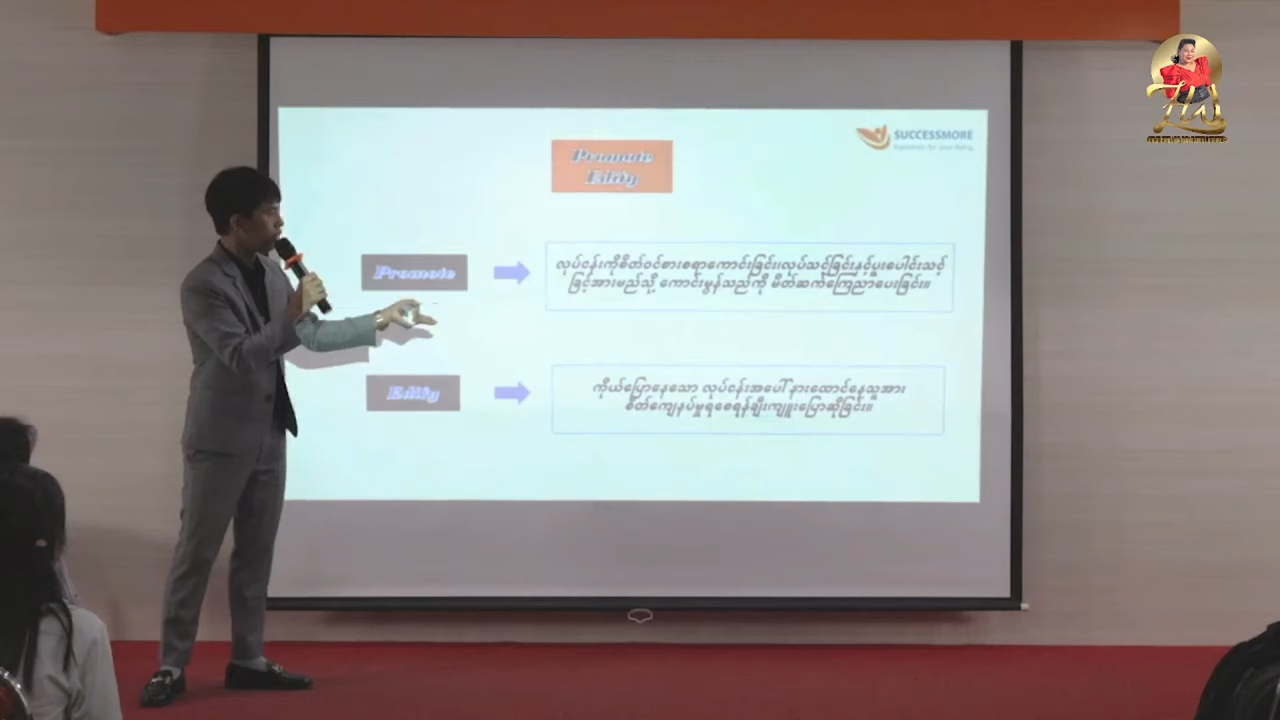 SUCCESSMORE
Promote
Edify
Promote
လုပ်ငန်းကိုစိတ်ဝင်စားစရာကောင်းခြင်း၊လုပ်သင့်ခြင်းနှင့်ပူးပေါင်းသင့်
ခြင့်အားမည်သို့ ကောင်းမွန်သည်ကို မိတ်ဆက်ကြေညာပေးခြင်း။
Edify
ကိုယ်ပြောနေသော လုပ်ငန်းအပေါ် နားထောင်နေသူအား
စိတ်ကျေနပ်မှုရစေရန်ချီးကျူးပြောဆိုခြင်း။